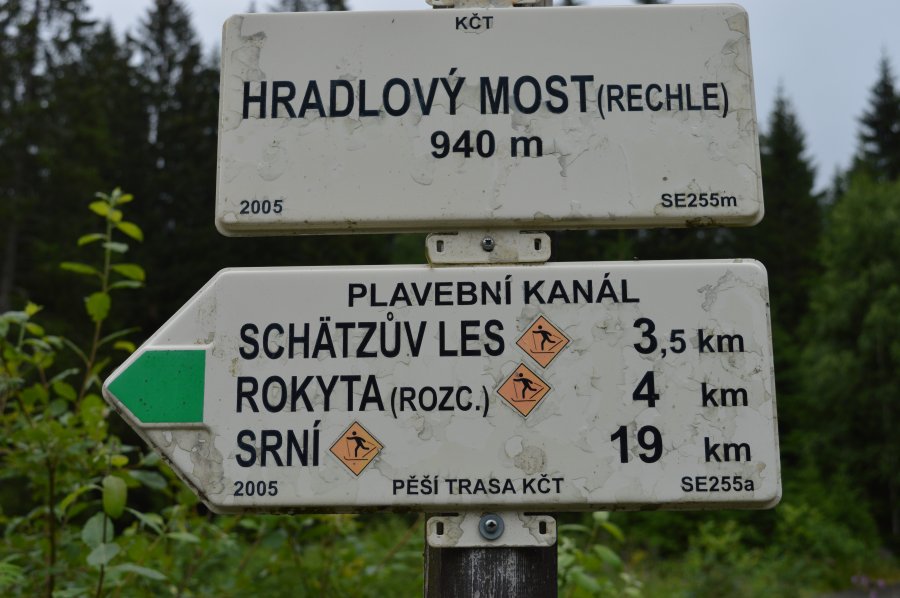 KČT
HRADLOVÝ MOST (RECHLE)
940 m
2005 SE255m
PLAVEBNÍ KANÁL
SCHÄTZŮV LES 3,5 km
ROKYTA (ROZC.) 4 km
SRNÍ 19 km
2005 PĚŠÍ TRASA KČT SE255a